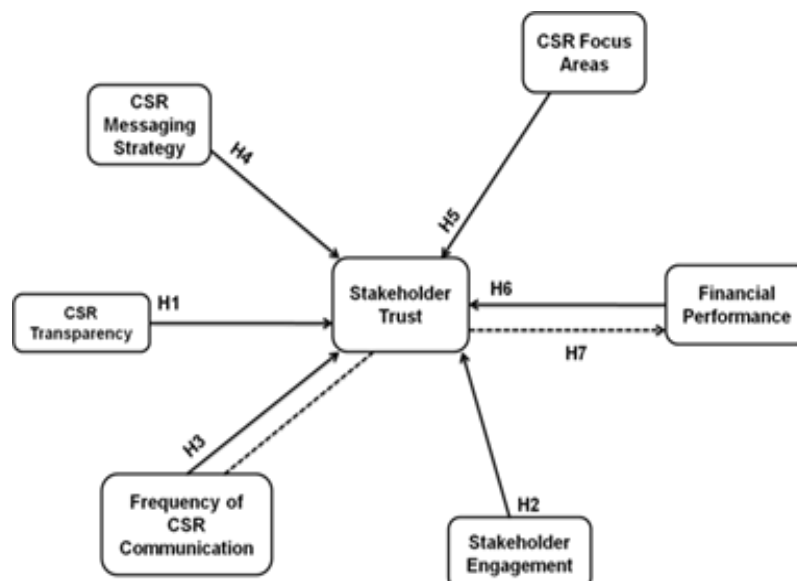 CSR Focus
Areas
CSR
Messaging
Strategy
H4
H5
Stakeholder
Trust
H6
Financial
Performance
H7
CSR
Transparency
H1
H3
Frequency of
CSR
Communication
H2
Stakeholder
Engagement